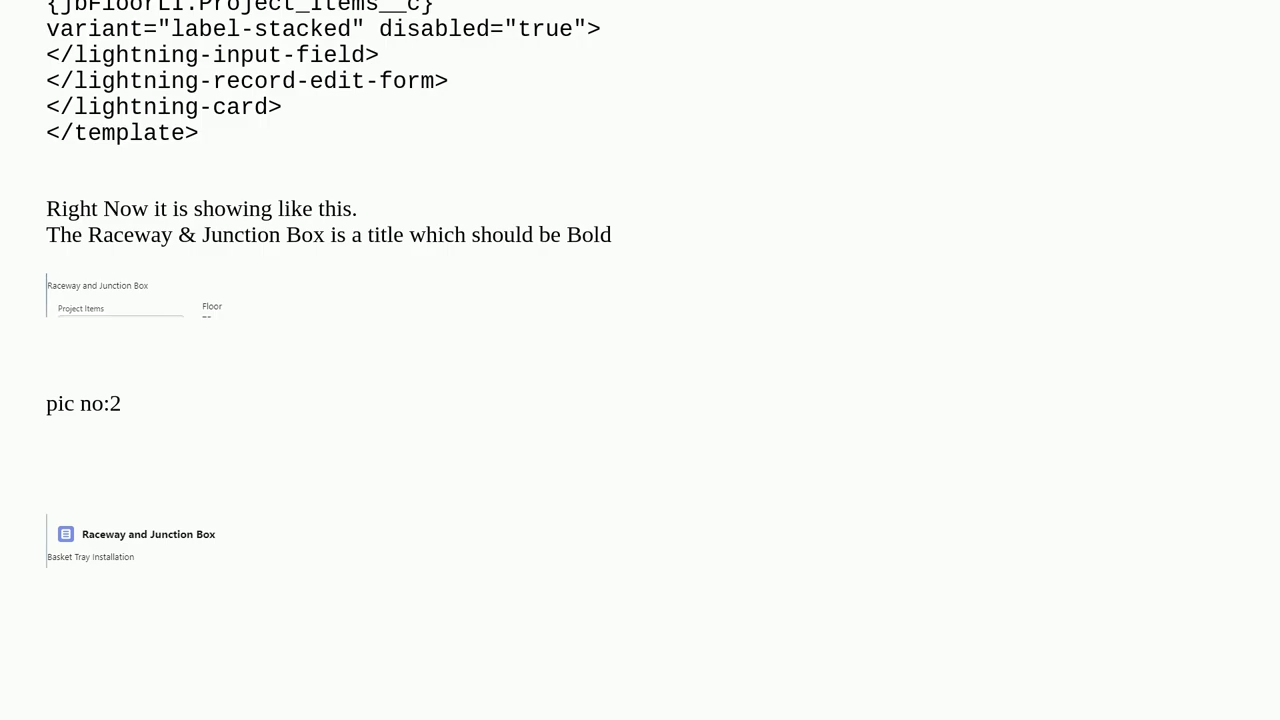 {jbFloorLI.Project_Items__c}
variant="label-stacked" disabled="true">
</lightning-input-field>
</lightning-record-edit-form>
</lightning-card>
</template>
Right Now it is showing like this.
The Raceway & Junction Box is a title which should be Bold
Raceway and Junction Box
Project Items
Floor
pic no:2
Raceway and Junction Box
Basket Tray Installation